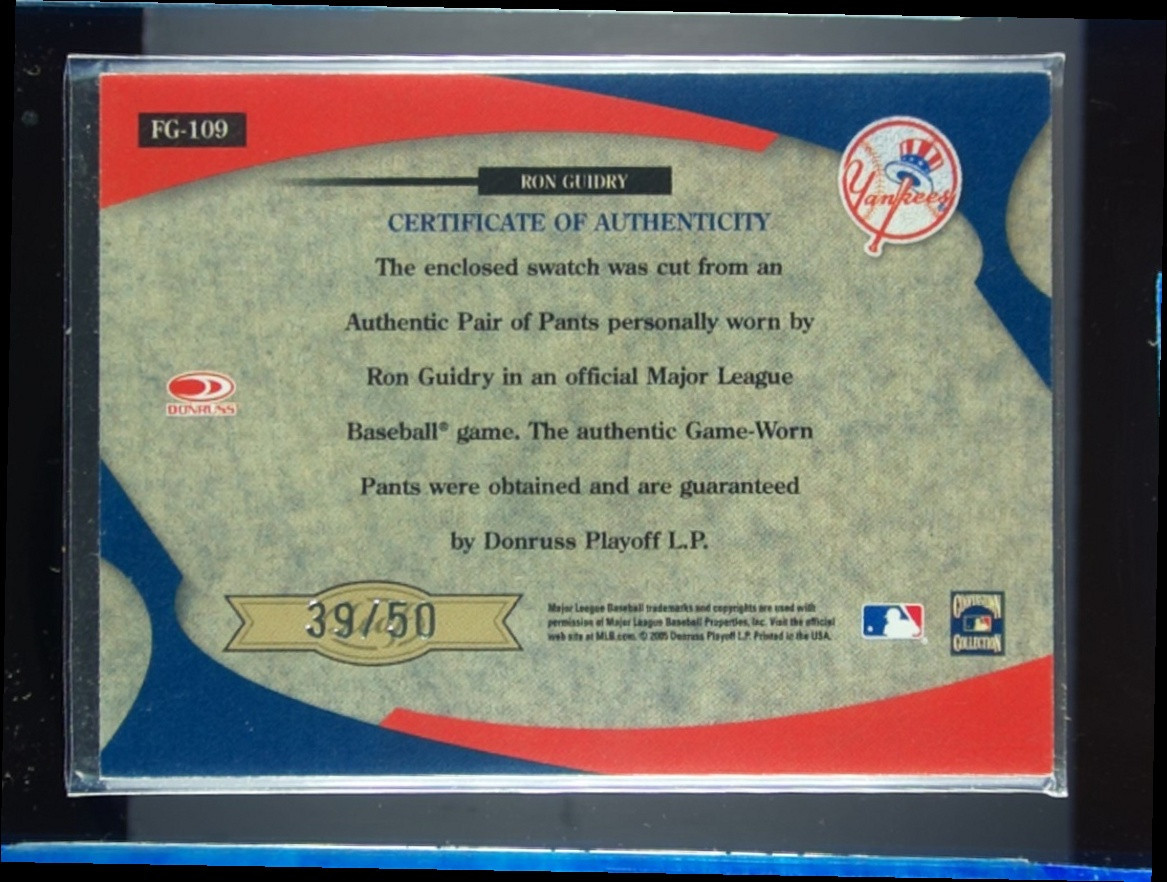 FG-109
RON GUIDRY
Yankees
CERTIFICATE OF AUTHENTICITY
The enclosed swatch was cut from an
Authentic Pair of Pants personally worn by
Ron Guidry in an official Major League
Baseball® game. The authentic Game-Worn
Pants were obtained and are guaranteed
by Donruss Playoff L.P.
DONRUSS
39/50
Major League Baseball trademarks and copyrights are used with
permission of Major League Baseball Properties, Inc. Visit the official
web site at MLB.com. © 2005 Donruss Playoff L.P. Printed in the USA.
COOPERSTOWN
COLLECTION